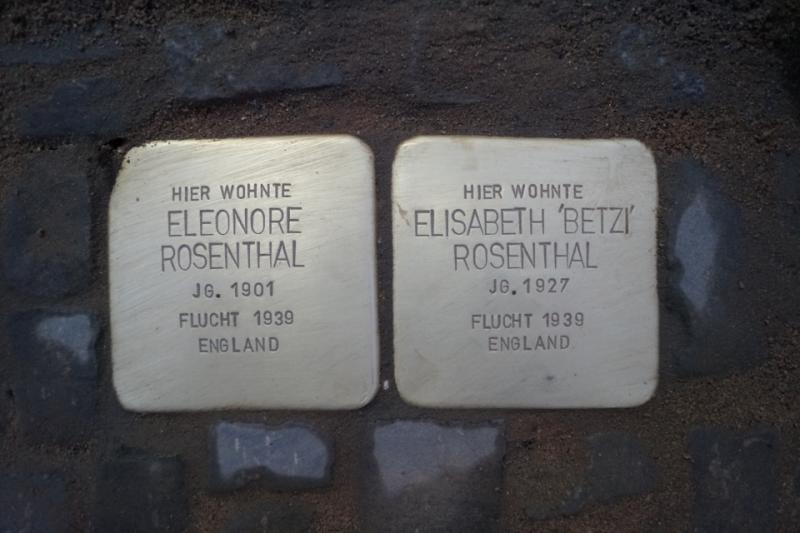 HIER WOHNTE
ELEONORE
ROSENTHAL
JG. 1901
FLUCHT 1939
ENGLAND
HIER WOHNTE
ELISABETH 'BETZI'
ROSENTHAL
JG. 1927
FLUCHT 1939
ENGLAND